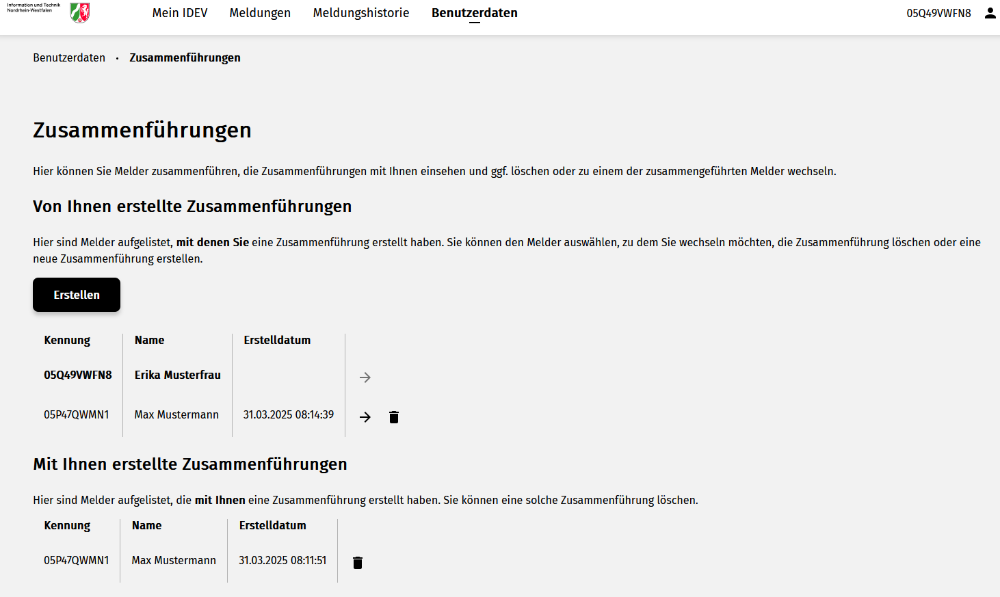 Information und Technik
Nordrhein-Westfalen
Mein IDEV Meldungen Meldungshistorie Benutzerdaten 05Q49VWFN8
Benutzerdaten • Zusammenführungen
Zusammenführungen
Hier können Sie Melder zusammenführen, die Zusammenführungen mit Ihnen einsehen und ggf. löschen oder zu einem der zusammengeführten Melder wechseln.
Von Ihnen erstellte Zusammenführungen
Hier sind Melder aufgelistet, mit denen Sie eine Zusammenführung erstellt haben. Sie können den Melder auswählen, zu dem Sie wechseln möchten, die Zusammenführung löschen oder eine
neue Zusammenführung erstellen.
Erstellen
Kennung Name Erstelldatum
05Q49VWFN8 Erika Musterfrau
05P47QWMN1 Max Mustermann 31.03.2025 08:14:39
Mit Ihnen erstellte Zusammenführungen
Hier sind Melder aufgelistet, die mit Ihnen eine Zusammenführung erstellt haben. Sie können eine solche Zusammenführung löschen.
Kennung Name Erstelldatum
05P47QWMN1 Max Mustermann 31.03.2025 08:11:51